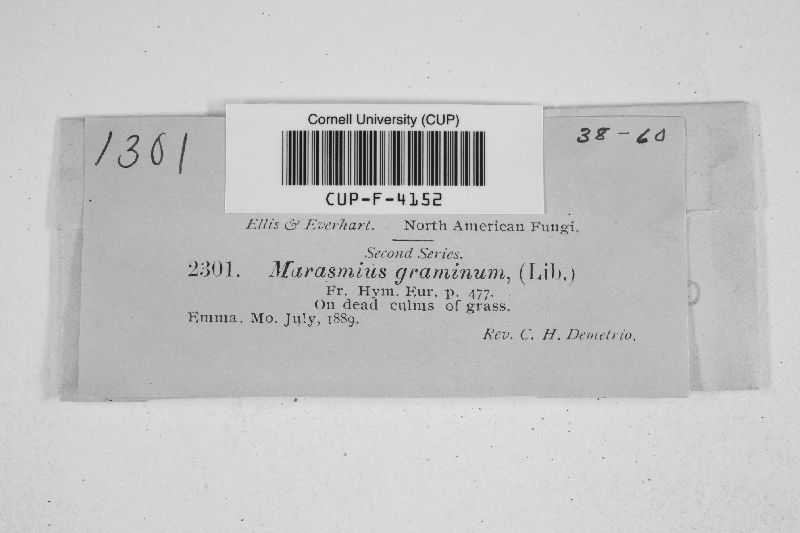 Cornell University (CUP)
CUP-F-4152
1301
38-60
Ellis & Everhart. North American Fungi.
Second Series.
2301. Marasmius graminum, (Lib.)
Fr. Hym. Eur. p. 477.
On dead culms of grass.
Emma. Mo. July, 1889.
Rev. C. H. Demetrio.